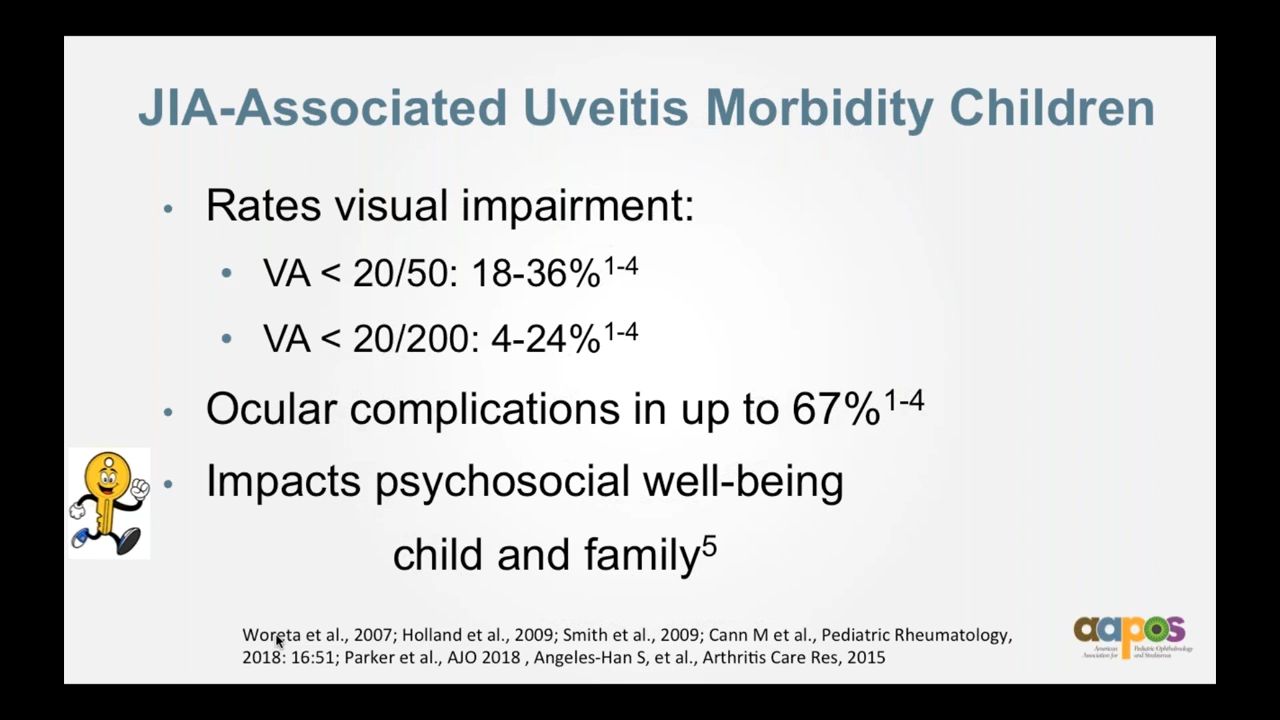 JIA-Associated Uveitis Morbidity Children
• Rates visual impairment:
• VA < 20/50: 18-36%¹⁻⁴
• VA < 20/200: 4-24%¹⁻⁴
• Ocular complications in up to 67%¹⁻⁴
• Impacts psychosocial well-being
child and family⁵
Woreta et al., 2007; Holland et al., 2009; Smith et al., 2009; Cann M et al., Pediatric Rheumatology,
2018: 16:51; Parker et al., AJO 2018 , Angeles-Han S, et al., Arthritis Care Res, 2015
aapos
American Pediatric Ophthalmology
Association for and Strabismus